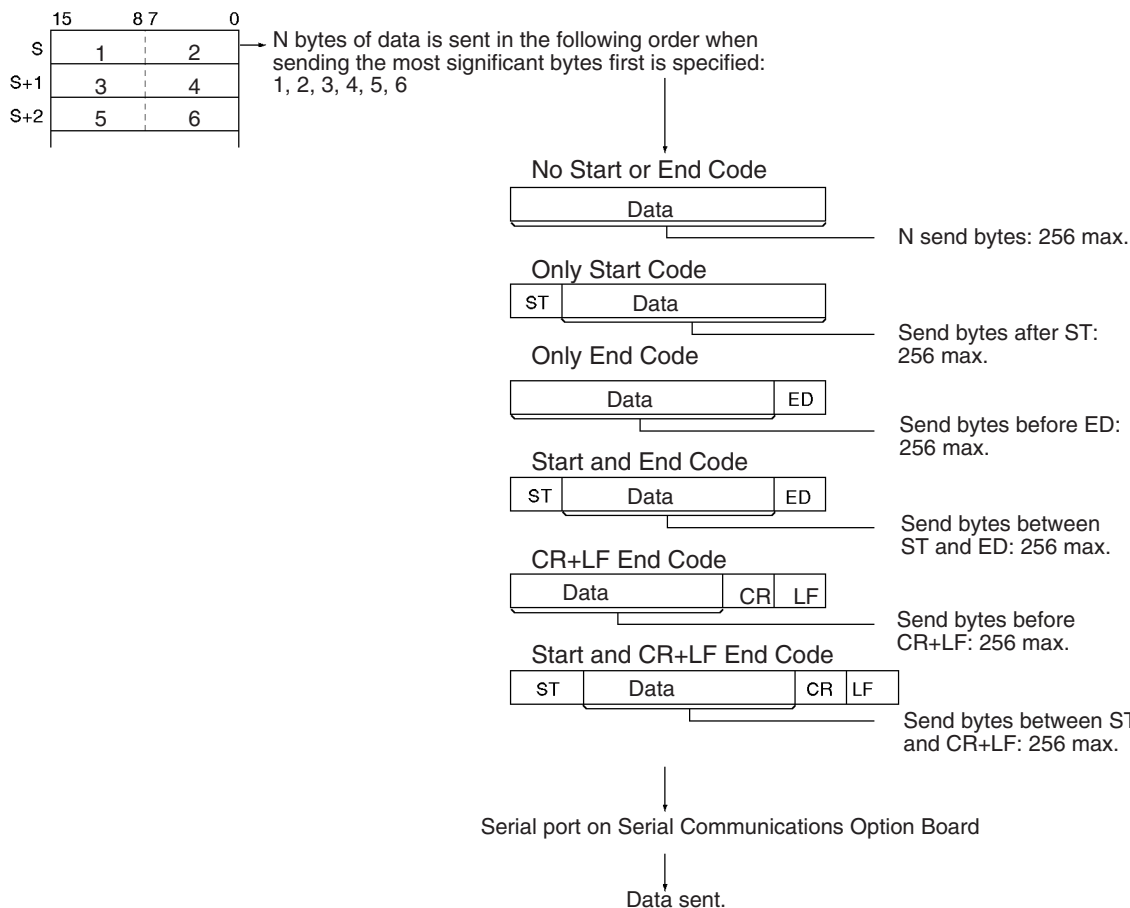 15 8 7 0
S 1 2
S+1 3 4
S+2 5 6
N bytes of data is sent in the following order when
sending the most significant bytes first is specified:
1, 2, 3, 4, 5, 6
No Start or End Code
Data
N send bytes: 256 max.
Only Start Code
ST Data
Send bytes after ST:
256 max.
Only End Code
Data ED
Send bytes before ED:
256 max.
Start and End Code
ST Data ED
Send bytes between
ST and ED: 256 max.
CR+LF End Code
Data CR LF
Send bytes before
CR+LF: 256 max.
Start and CR+LF End Code
ST Data CR LF
Send bytes between ST
and CR+LF: 256 max.
Serial port on Serial Communications Option Board
Data sent.